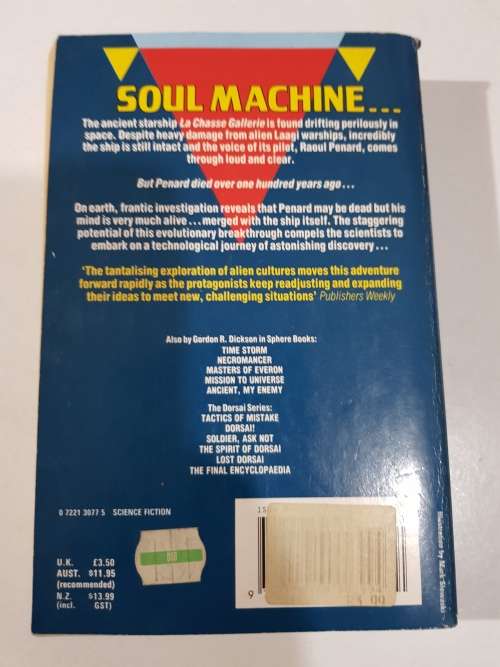 SOUL MACHINE...
The ancient starship La Chasse Gallerie is found drifting perilously in
space. Despite heavy damage from alien Laagi warships, incredibly
the ship is still intact and the voice of its pilot, Raoul Penard, comes
through loud and clear.
But Penard died over one hundred years ago...
On earth, frantic investigation reveals that Penard may be dead but his
mind is very much alive...merged with the ship itself. The staggering
potential of this evolutionary breakthrough compels the scientists to
embark on a technological journey of astonishing discovery...
'The tantalising exploration of alien cultures moves this adventure
forward rapidly as the protagonists keep readjusting and expanding
their ideas to meet new, challenging situations' Publishers Weekly
Also by Gordon R. Dickson in Sphere Books:
TIME STORM
NECROMANCER
MASTERS OF EVERON
MISSION TO UNIVERSE
ANCIENT, MY ENEMY
The Dorsai Series:
TACTICS OF MISTAKE
DORSAI!
SOLDIER, ASK NOT
THE SPIRIT OF DORSAI
LOST DORSAI
THE FINAL ENCYCLOPAEDIA
0 7221 3077 5 SCIENCE FICTION
U.K. £3.50
AUST. $11.95
(recommended)
N.Z. $13.99
(incl. GST)
15
9
Illustration by Mark